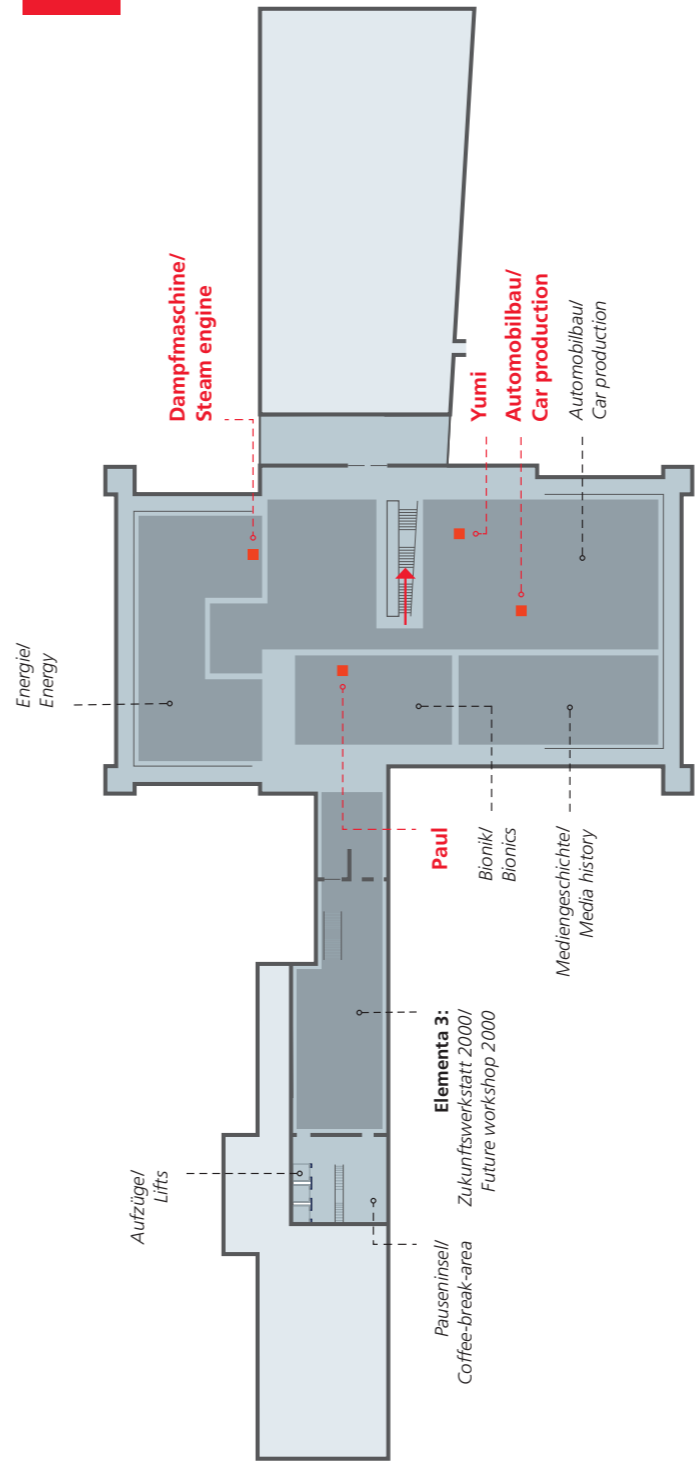 Energie/
Energy
Dampfmaschine/
Steam engine
Yumi
Automobilbau/
Car production
Automobilbau/
Car production
Paul
Bionik/
Bionics
Mediengeschichte/
Media history
Aufzüge/
Lifts
Elementa 3:
Zukunftswerkstatt 2000/
Future workshop 2000
Pauseninsel/
Coffee-break-area